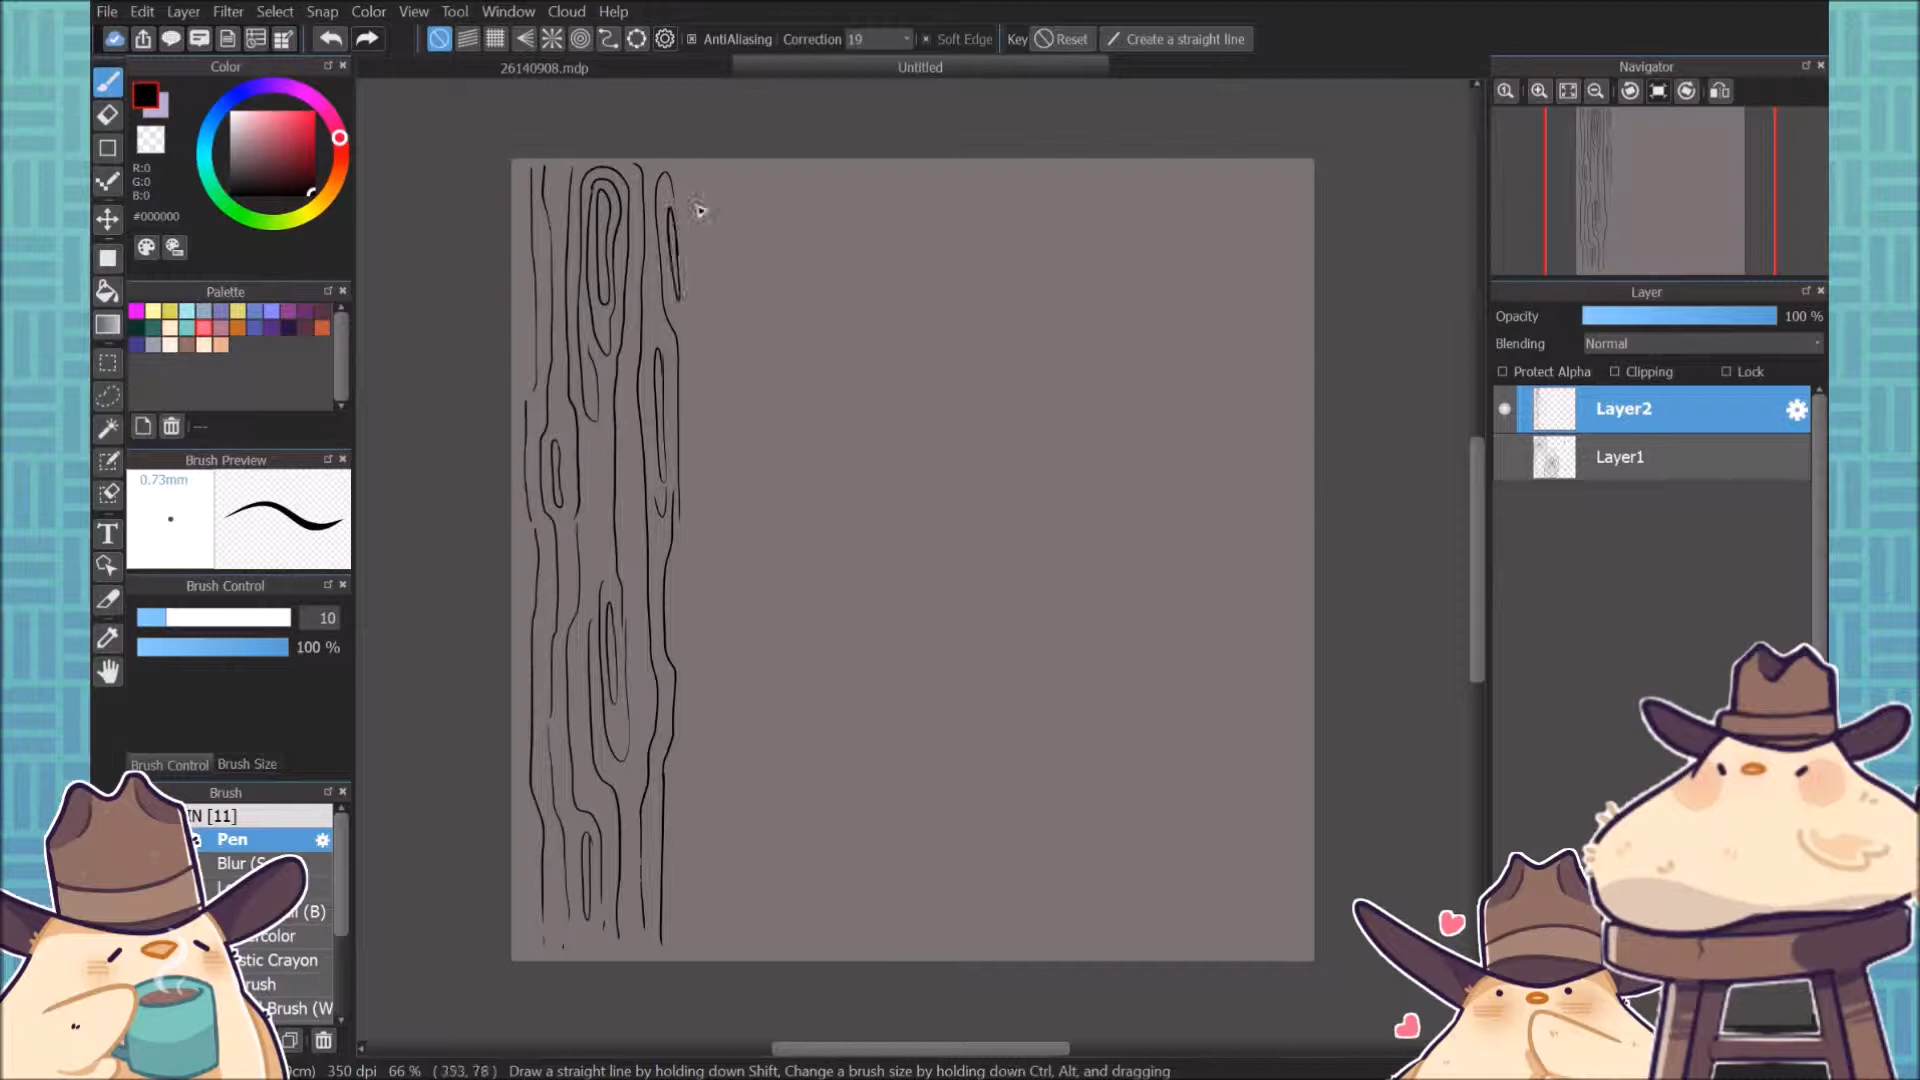 File Edit Layer Filter Select Snap Color View Tool Window Cloud Help
AntiAliasing Correction 19 Soft Edge Key Reset Create a straight line
Color
26140908.mdp
Untitled
Navigator
R:0
G:0
B:0
#000000
Palette
---
Brush Preview
0.73mm
Brush Control
10
100 %
Brush Control Brush Size
Brush
IN [11]
Pen
Blur (S
(B)
ercolor
stic Crayon
rush
Brush (W
Layer
Opacity 100 %
Blending Normal
Protect Alpha Clipping Lock
Layer2
Layer1
0cm) 350 dpi 66 % ( 353, 78 ) Draw a straight line by holding down Shift, Change a brush size by holding down Ctrl, Alt, and dragging